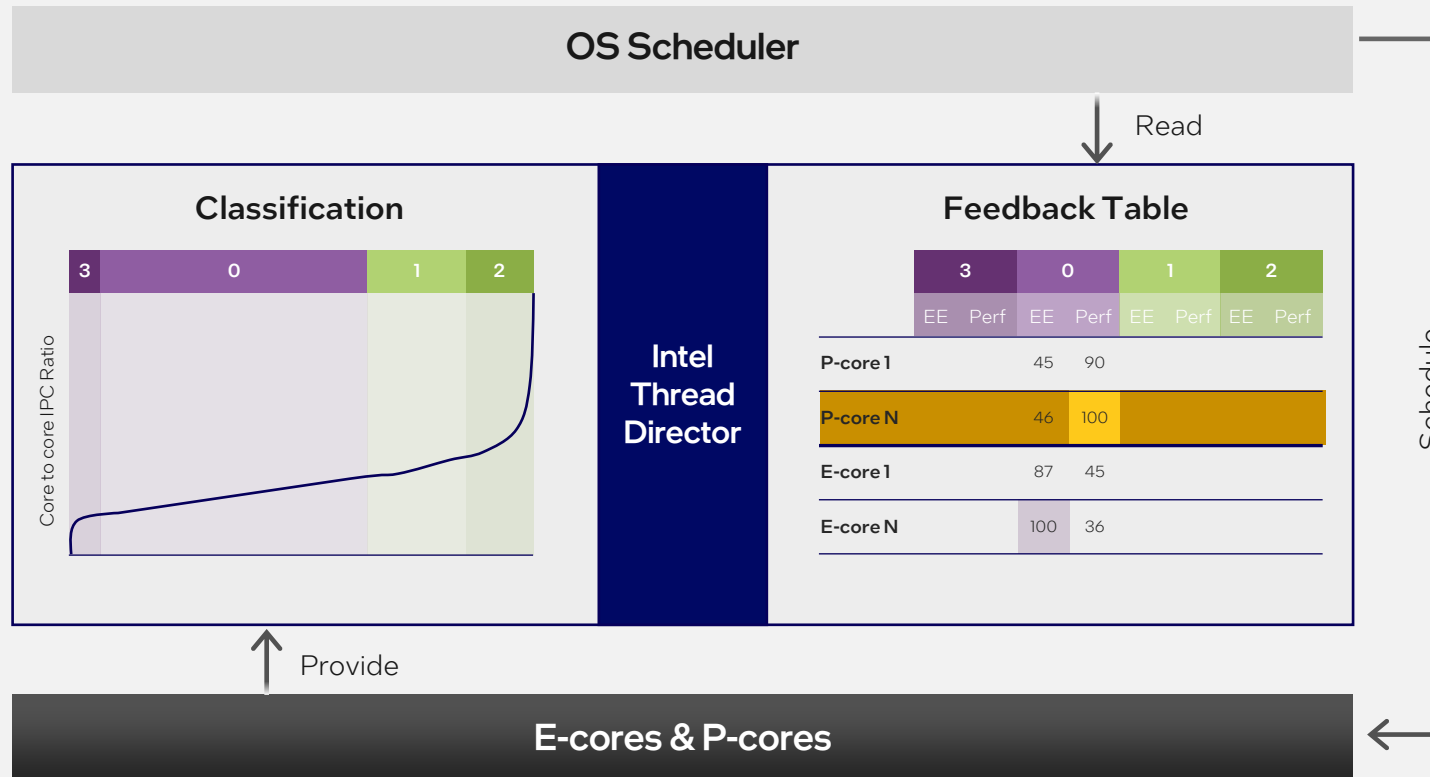 OS Scheduler
Read
Classification
3 0 1 2
Core to core IPC Ratio
Intel
Thread
Director
Feedback Table
3 0 1 2
EE Perf EE Perf EE Perf EE Perf
P-core 1 45 90
P-core N 46 100
E-core 1 87 45
E-core N 100 36
Provide
E-cores & P-cores